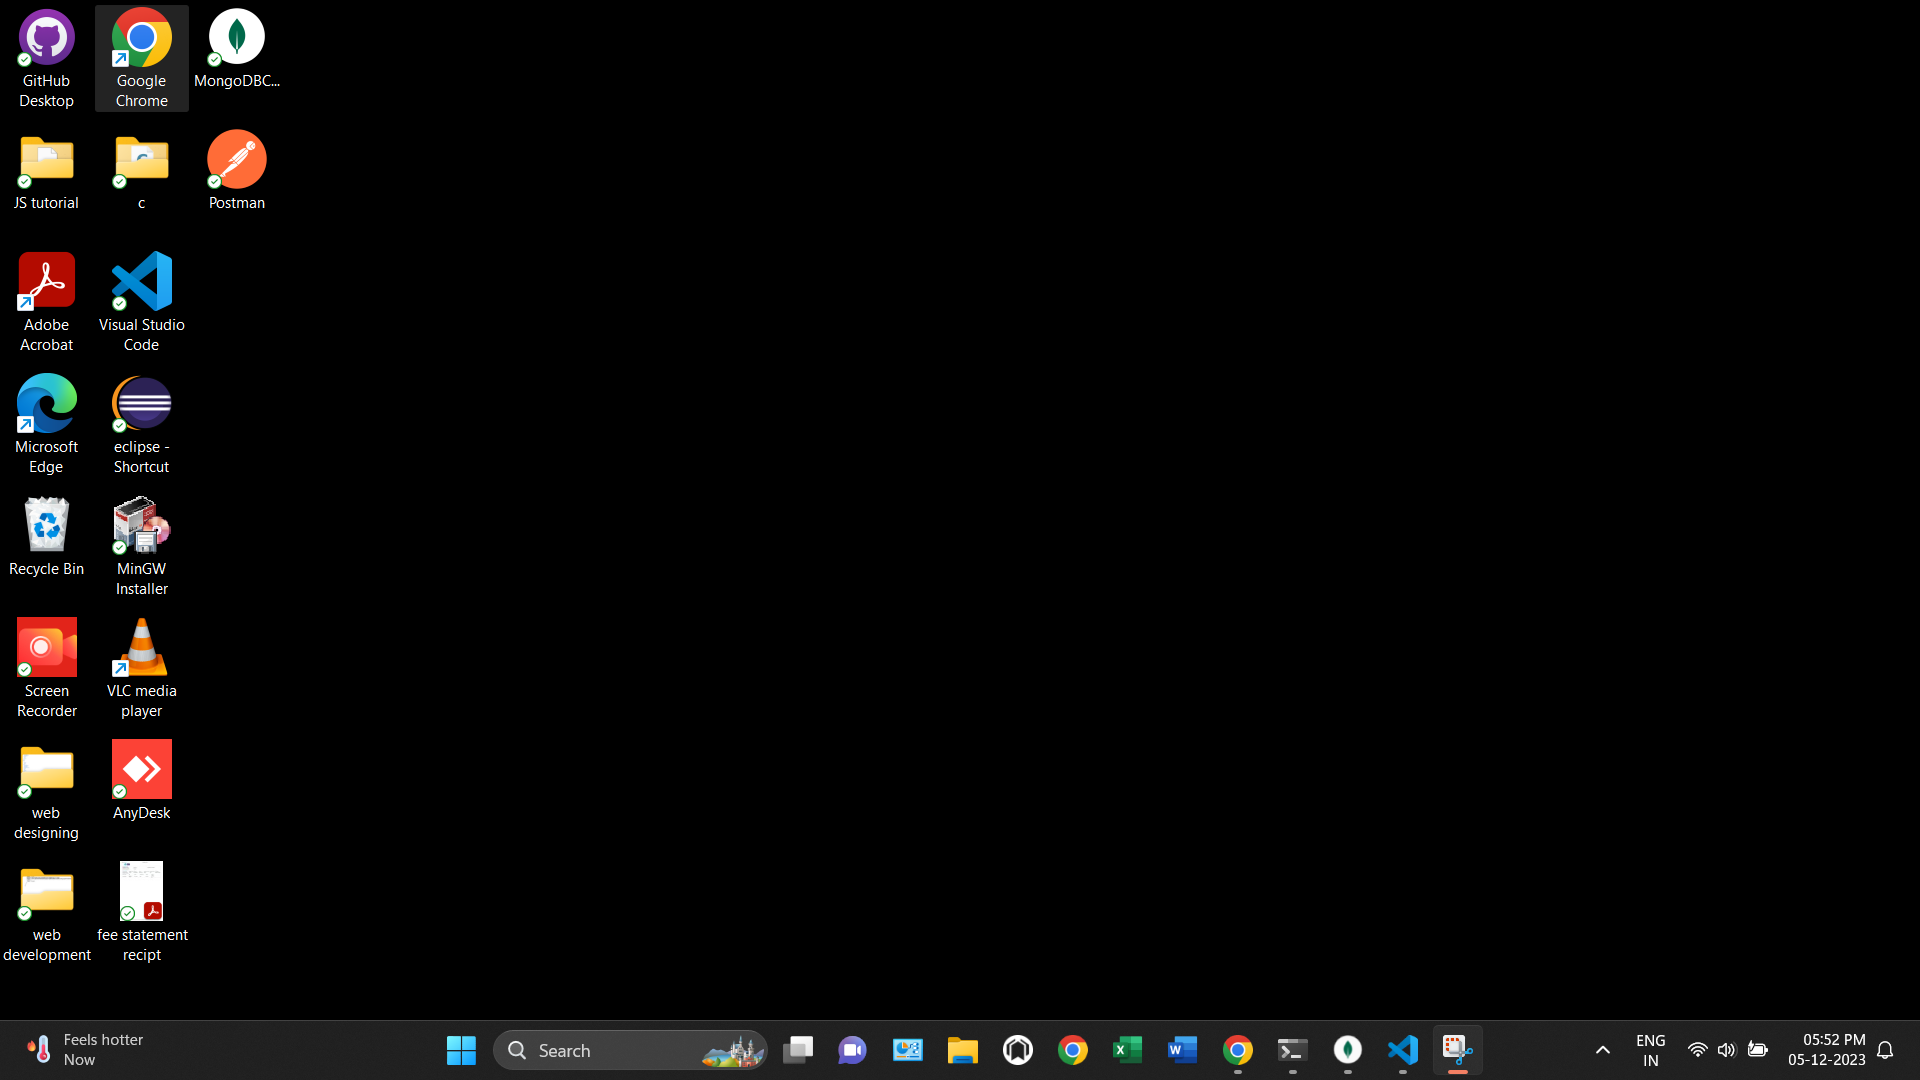 GitHub
Desktop
Google
Chrome
MongoDBC...
JS tutorial
c
Postman
Adobe
Acrobat
Visual Studio
Code
Microsoft
Edge
eclipse -
Shortcut
Recycle Bin
MinGW
Installer
Screen
Recorder
VLC media
player
web
designing
AnyDesk
web
development
fee statement
recipt
Feels hotter
Now
Search
ENG
IN
05:52 PM
05-12-2023